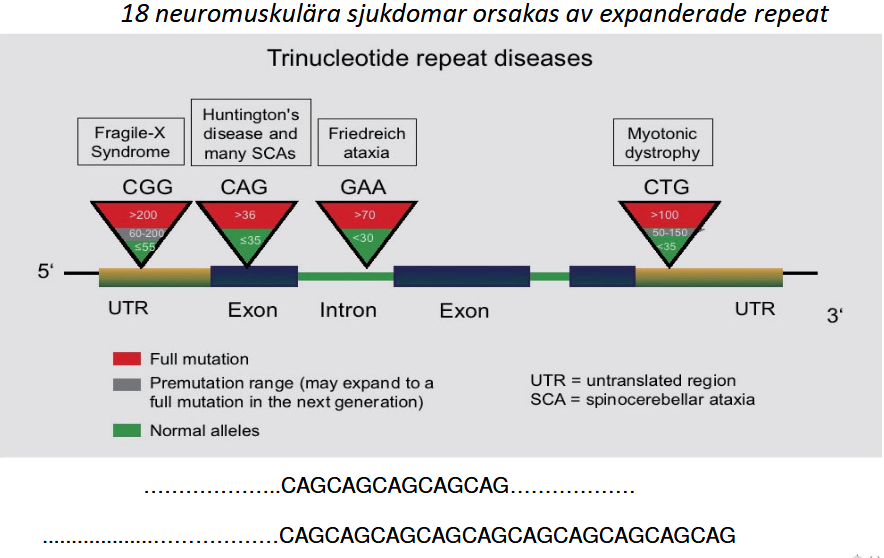 18 neuromuskulära sjukdomar orsakas av expanderade repeat
Trinucleotide repeat diseases
Fragile-X
Syndrome
Huntington's
disease and
many SCAs
Friedreich
ataxia
Myotonic
dystrophy
CGG
CAG
GAA
CTG
>200
60-200
≤55
>36
≤35
>70
<30
>100
50-150
<35
5‘
UTR
Exon
Intron
Exon
UTR
3‘
Full mutation
Premutation range (may expand to a
full mutation in the next generation)
Normal alleles
UTR = untranslated region
SCA = spinocerebellar ataxia
………………..CAGCAGCAGCAGCAG………………
....................………………CAGCAGCAGCAGCAGCAGCAGCAGCAGCAG